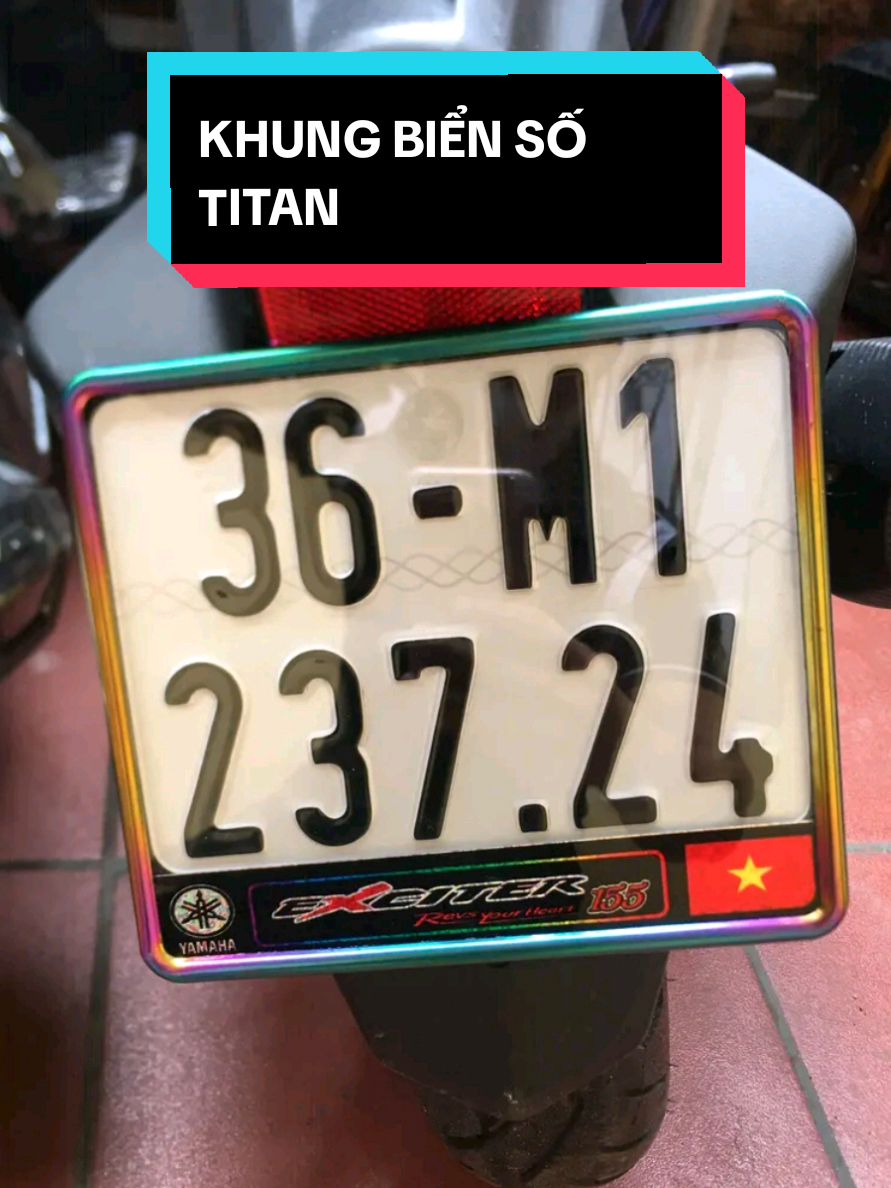 KHUNG BIỂN SỐ
TITAN
36-M1
237.24
YAMAHA
EXCITER 155
Revs Your Heart